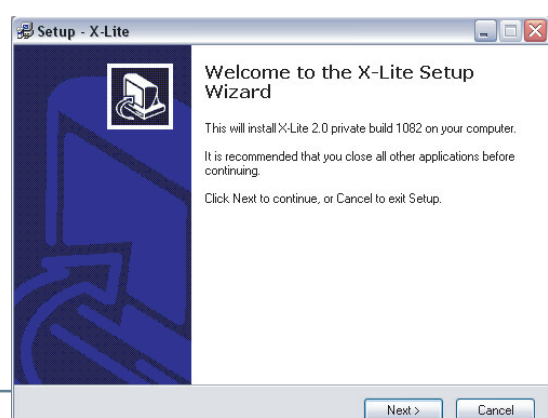 Setup - X-Lite
Welcome to the X-Lite Setup
Wizard
This will install X-Lite 2.0 private build 1082 on your computer.
It is recommended that you close all other applications before
continuing.
Click Next to continue, or Cancel to exit Setup.
Next >
Cancel